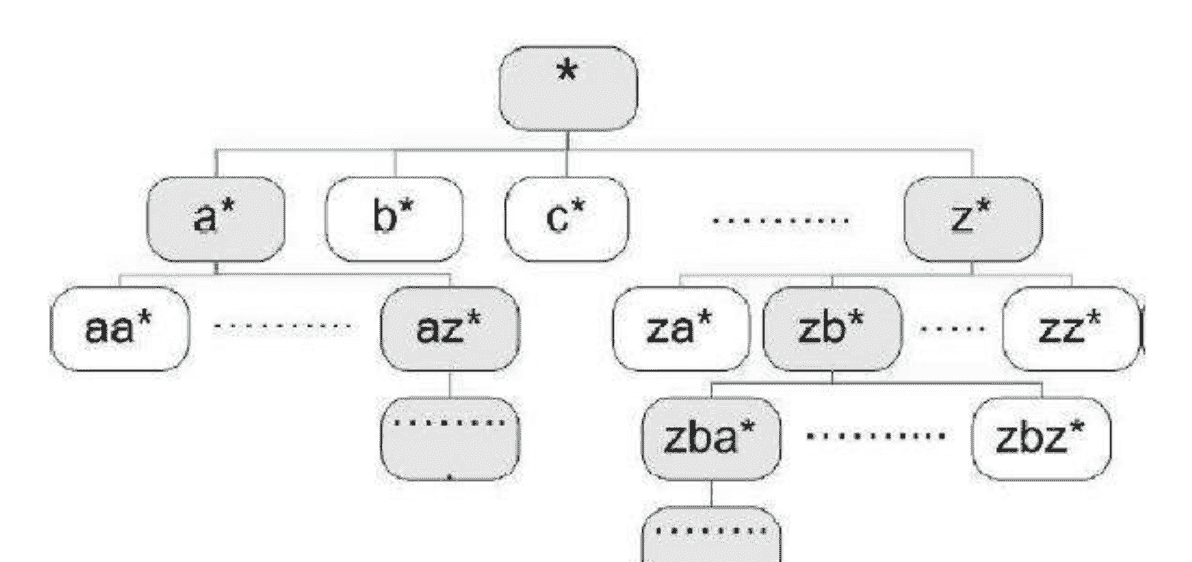 *
a* b* c* .......... z*
aa* .......... az* za* zb* ..... zz*
........ zba* .......... zbz*
........